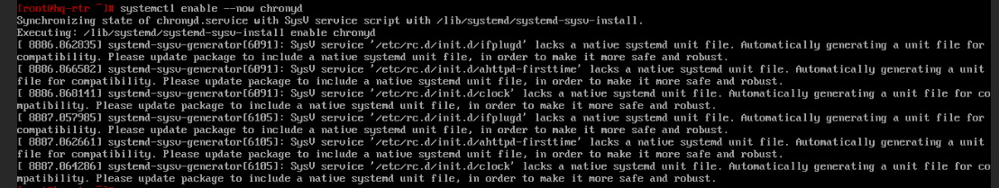 [root@hq-rtr ~]# systemctl enable --now chronyd
Synchronizing state of chronyd.service with SysV service script with /lib/systemd/systemd-sysv-install.
Executing: /lib/systemd/systemd-sysv-install enable chronyd
[ 8886.862835] systemd-sysv-generator[6091]: SysV service '/etc/rc.d/init.d/ifplugd' lacks a native systemd unit file. Automatically generating a unit file for
compatibility. Please update package to include a native systemd unit file, in order to make it more safe and robust.
[ 8886.866582] systemd-sysv-generator[6091]: SysV service '/etc/rc.d/init.d/ahttpd-firsttime' lacks a native systemd unit file. Automatically generating a unit
file for compatibility. Please update package to include a native systemd unit file, in order to make it more safe and robust.
[ 8886.868141] systemd-sysv-generator[6091]: SysV service '/etc/rc.d/init.d/clock' lacks a native systemd unit file. Automatically generating a unit file for co
mpatibility. Please update package to include a native systemd unit file, in order to make it more safe and robust.
[ 8887.057985] systemd-sysv-generator[6105]: SysV service '/etc/rc.d/init.d/ifplugd' lacks a native systemd unit file. Automatically generating a unit file for
compatibility. Please update package to include a native systemd unit file, in order to make it more safe and robust.
[ 8887.062661] systemd-sysv-generator[6105]: SysV service '/etc/rc.d/init.d/ahttpd-firsttime' lacks a native systemd unit file. Automatically generating a unit
file for compatibility. Please update package to include a native systemd unit file, in order to make it more safe and robust.
[ 8887.064286] systemd-sysv-generator[6105]: SysV service '/etc/rc.d/init.d/clock' lacks a native systemd unit file. Automatically generating a unit file for co
mpatibility. Please update package to include a native systemd unit file, in order to make it more safe and robust.